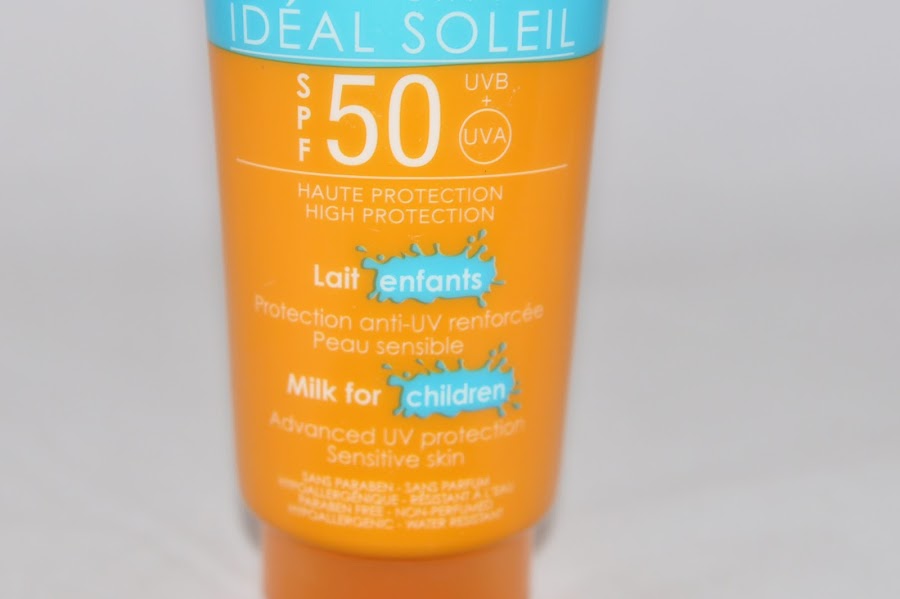 IDÉAL SOLEIL
SPF 50 UVB + UVA
HAUTE PROTECTION
HIGH PROTECTION
Lait enfants
Protection anti-UV renforcée
Peau sensible
Milk for children
Advanced UV protection
Sensitive skin
SANS PARABEN - SANS PARFUM
HYPOALLERGÉNIQUE - RÉSISTANT À L'EAU
PARABEN FREE - NON-PERFUMED
HYPOALLERGENIC - WATER RESISTANT